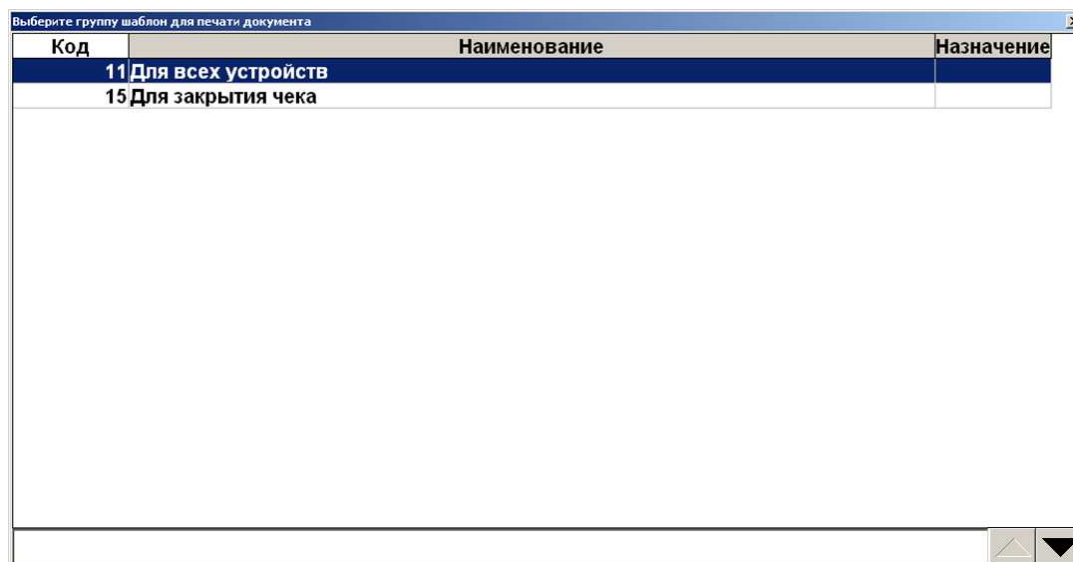 Выберите группу шаблон для печати документа
Код Наименование Назначение
11 Для всех устройств
15 Для закрытия чека